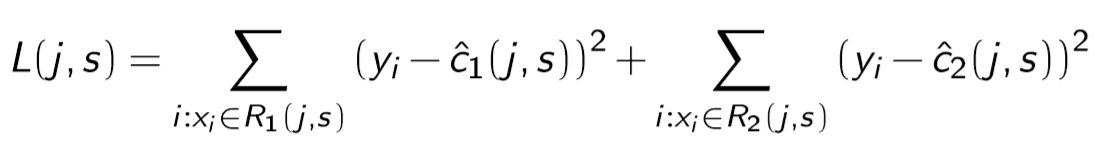 L(j, s) = ∑_{i:x_i∈R_1(j,s)} (y_i − ĉ_1(j, s))^2 + ∑_{i:x_i∈R_2(j,s)} (y_i − ĉ_2(j, s))^2